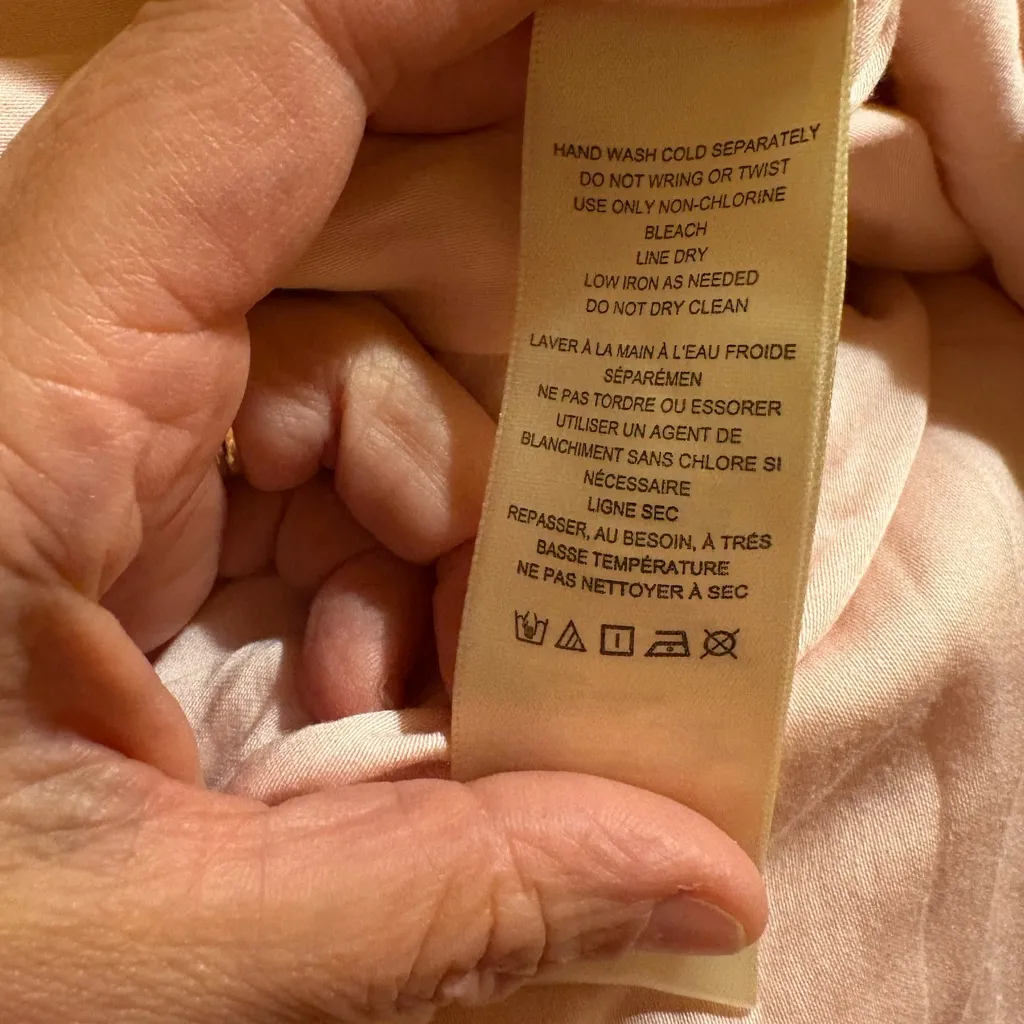 HAND WASH COLD SEPARATELY
DO NOT WRING OR TWIST
USE ONLY NON-CHLORINE
BLEACH
LINE DRY
LOW IRON AS NEEDED
DO NOT DRY CLEAN
LAVER À LA MAIN À L'EAU FROIDE
SÉPARÉMEN
NE PAS TORDRE OU ESSORER
UTILISER UN AGENT DE
BLANCHIMENT SANS CHLORE SI
NÉCESSAIRE
LIGNE SEC
REPASSER, AU BESOIN, À TRÉS
BASSE TEMPÉRATURE
NE PAS NETTOYER À SEC